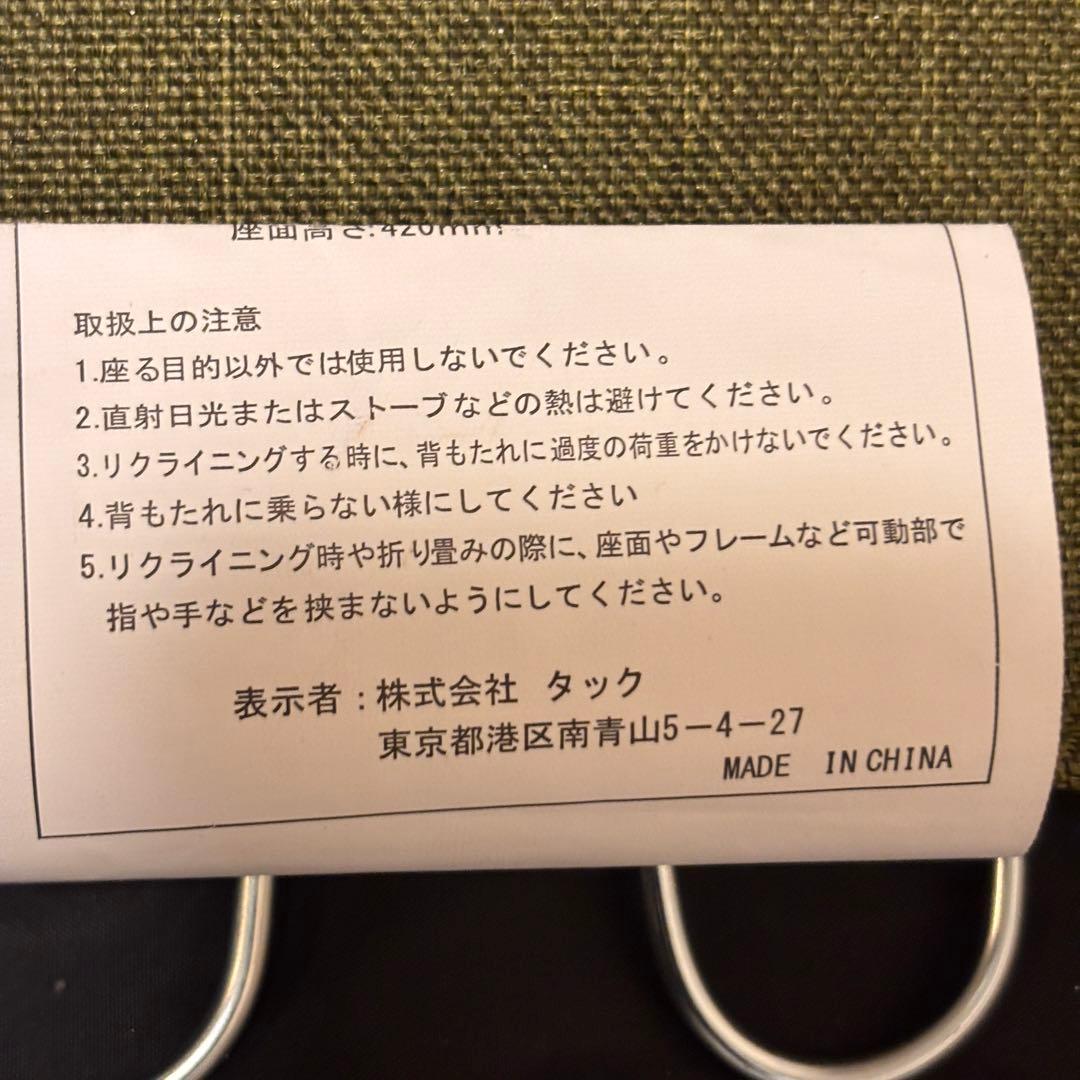 座面高さ:420mm
取扱上の注意
1.座る目的以外では使用しないでください。
2.直射日光またはストーブなどの熱は避けてください。
3.リクライニングする時に、背もたれに過度の荷重をかけないでください。
4.背もたれに乗らない様にしてください
5.リクライニング時や折り畳みの際に、座面やフレームなど可動部で
指や手などを挟まないようにしてください。
表示者：株式会社 タック
東京都港区南青山5－4－27
MADE IN CHINA